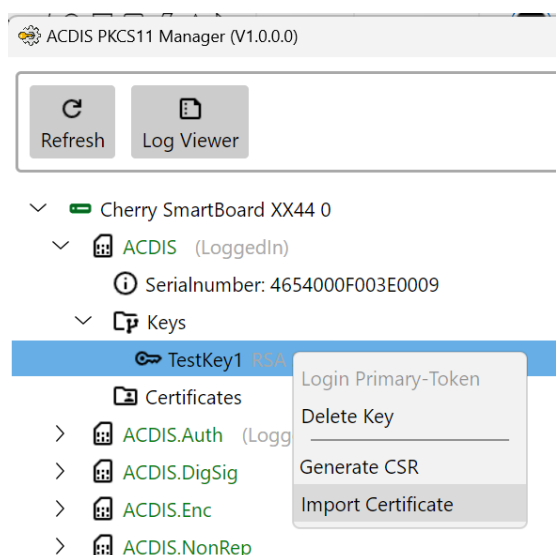 ACDIS PKCS11 Manager (V1.0.0.0)
Refresh
Log Viewer
Cherry SmartBoard XX44 0
ACDIS (LoggedIn)
Serialnumber: 4654000F003E0009
Keys
TestKey1 RSA
Login Primary-Token
Delete Key
Certificates
ACDIS.Auth (Logg
Generate CSR
ACDIS.DigSig
Import Certificate
ACDIS.Enc
ACDIS.NonRep